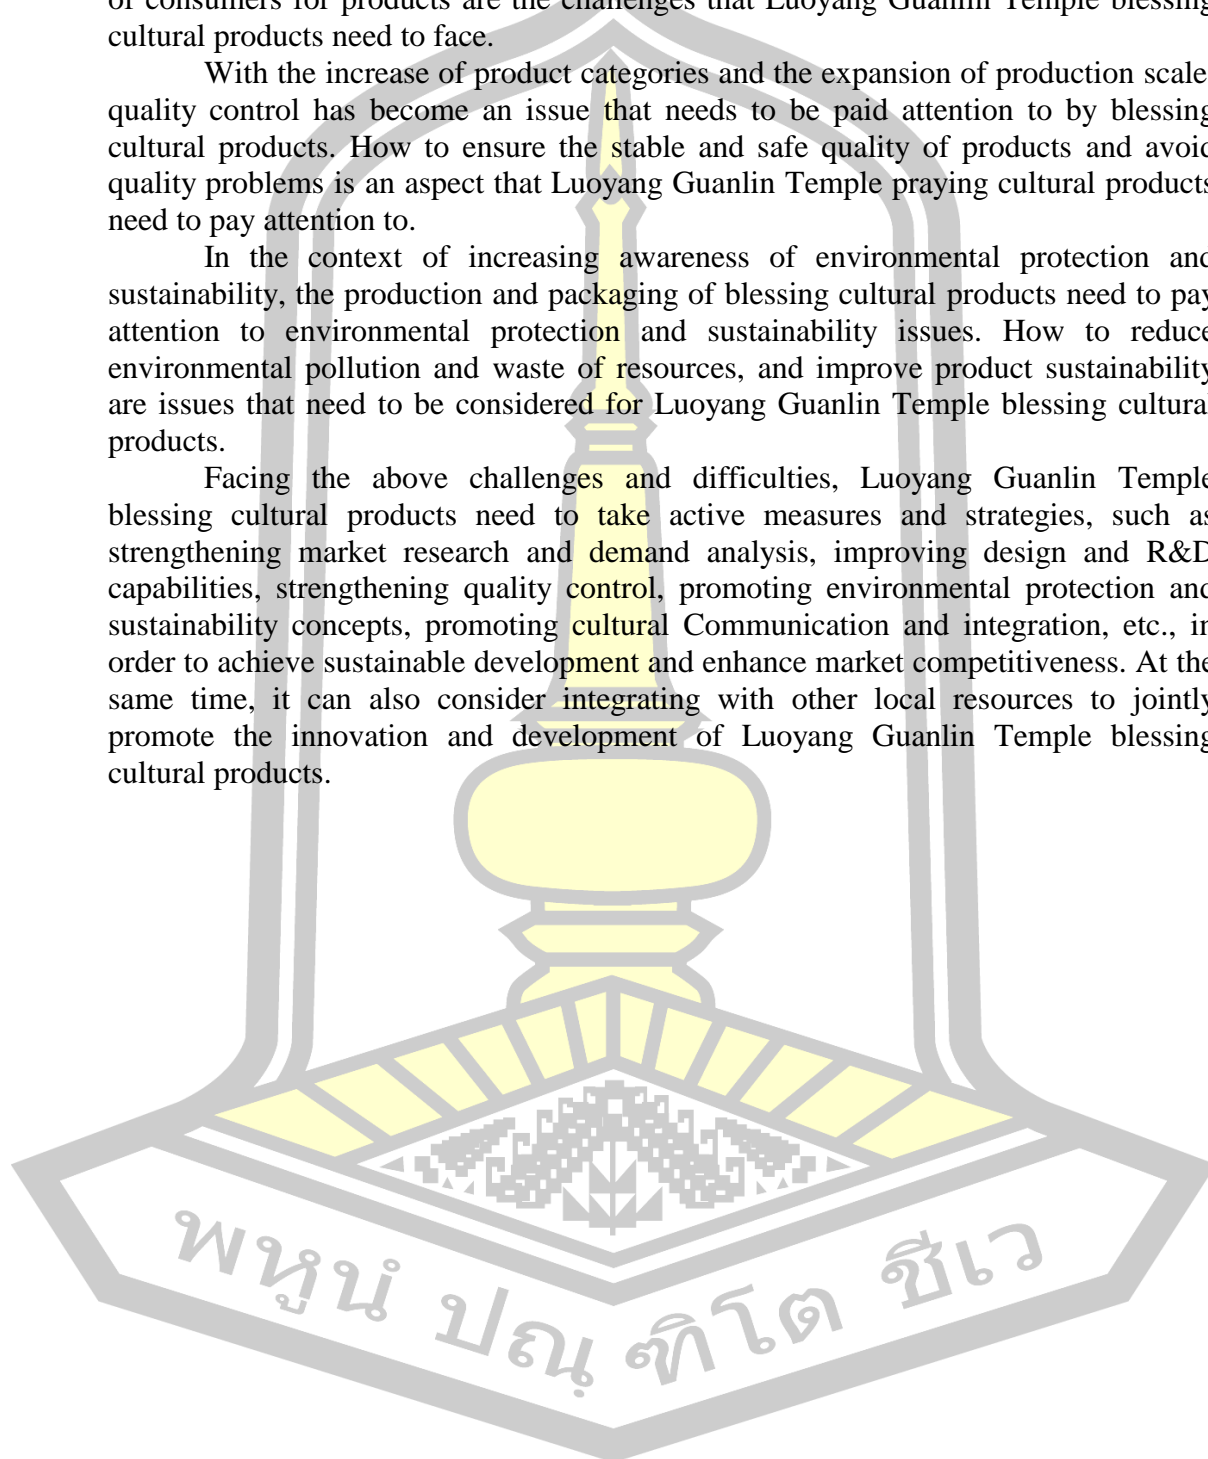 of consumers for products are the challenges that Luoyang Guanlin Temple blessing
cultural products need to face.
With the increase of product categories and the expansion of production scale,
quality control has become an issue that needs to be paid attention to by blessing
cultural products. How to ensure the stable and safe quality of products and avoid
quality problems is an aspect that Luoyang Guanlin Temple praying cultural products
need to pay attention to.
In the context of increasing awareness of environmental protection and
sustainability, the production and packaging of blessing cultural products need to pay
attention to environmental protection and sustainability issues. How to reduce
environmental pollution and waste of resources, and improve product sustainability
are issues that need to be considered for Luoyang Guanlin Temple blessing cultural
products.
Facing the above challenges and difficulties, Luoyang Guanlin Temple
blessing cultural products need to take active measures and strategies, such as
strengthening market research and demand analysis, improving design and R&D
capabilities, strengthening quality control, promoting environmental protection and
sustainability concepts, promoting cultural Communication and integration, etc., in
order to achieve sustainable development and enhance market competitiveness. At the
same time, it can also consider integrating with other local resources to jointly
promote the innovation and development of Luoyang Guanlin Temple blessing
cultural products.
พหูนํ ปณฺฑิโต ชีเว